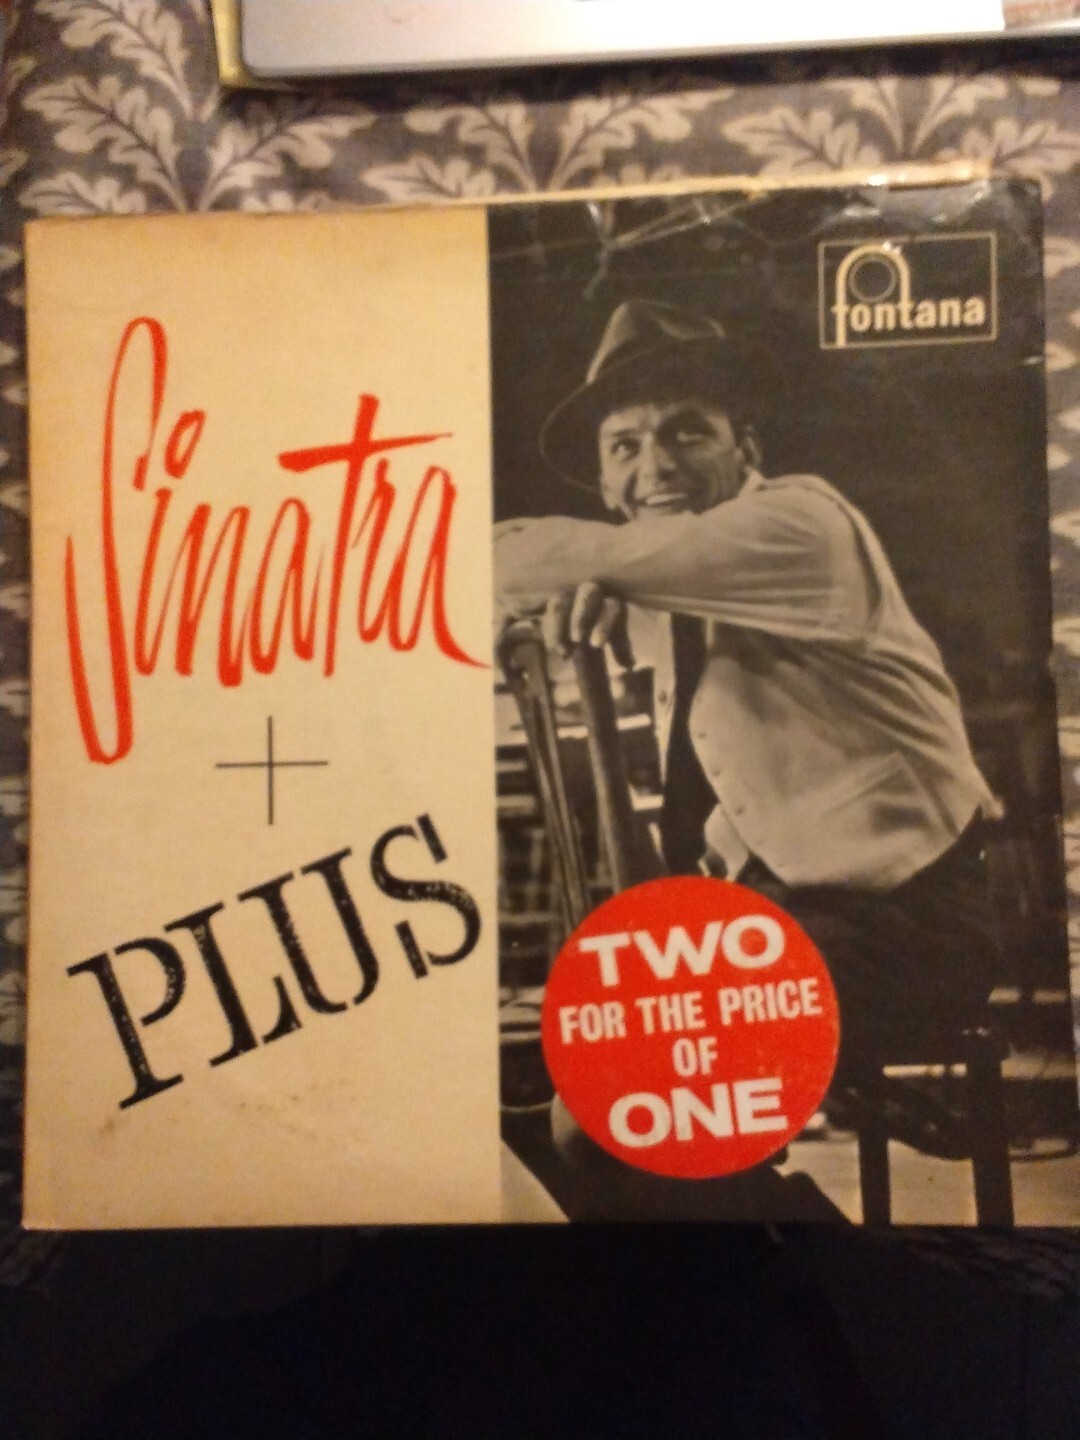 Sinatra
+
PLUS
fontana
TWO
FOR THE PRICE
OF
ONE